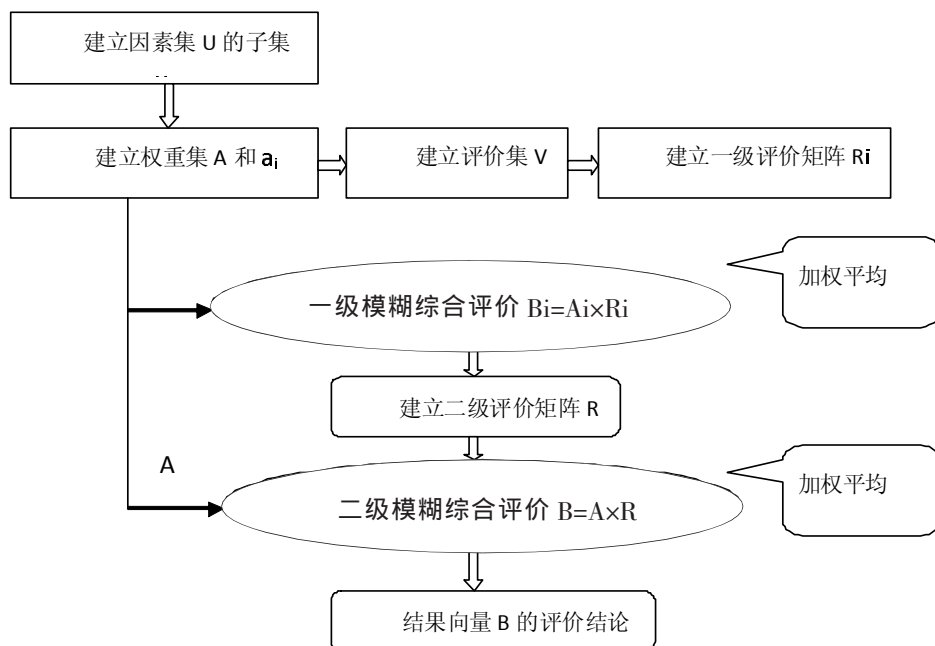 建立因素集 U 的子集
建立权重集 A 和 ai
建立评价集 V
建立一级评价矩阵 Ri
加权平均
一级模糊综合评价 Bi=Ai×Ri
建立二级评价矩阵 R
A
加权平均
二级模糊综合评价 B=A×R
结果向量 B 的评价结论